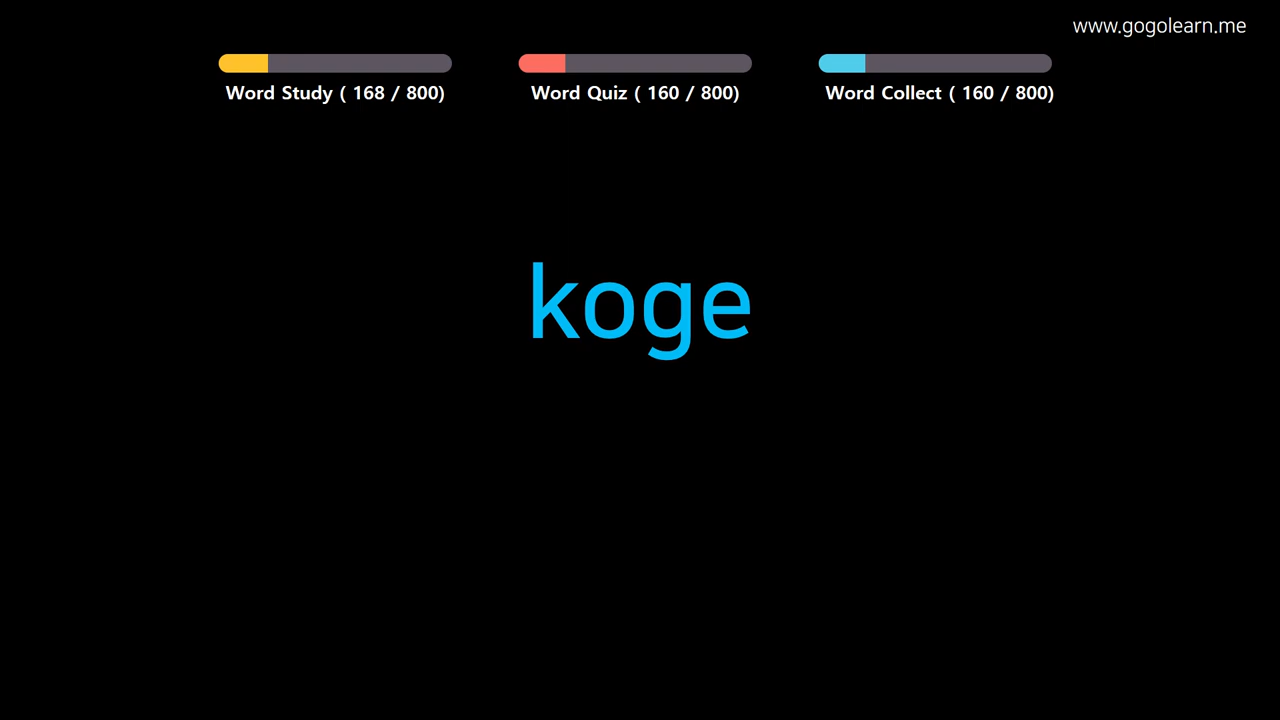 www.gogolearn.me
Word Study ( 168 / 800)
Word Quiz ( 160 / 800)
Word Collect ( 160 / 800)
koge